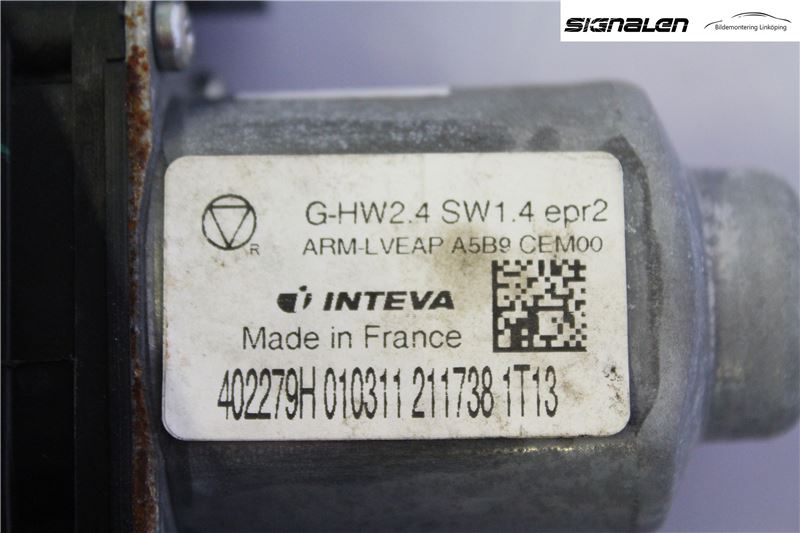 SIGNALEN
Bildemontering Linköping
G-HW2.4 SW1.4 epr2
R
ARM-LVEAP A5B9 CEM00
INTEVA
Made in France
402279H 010311 211738 1T13